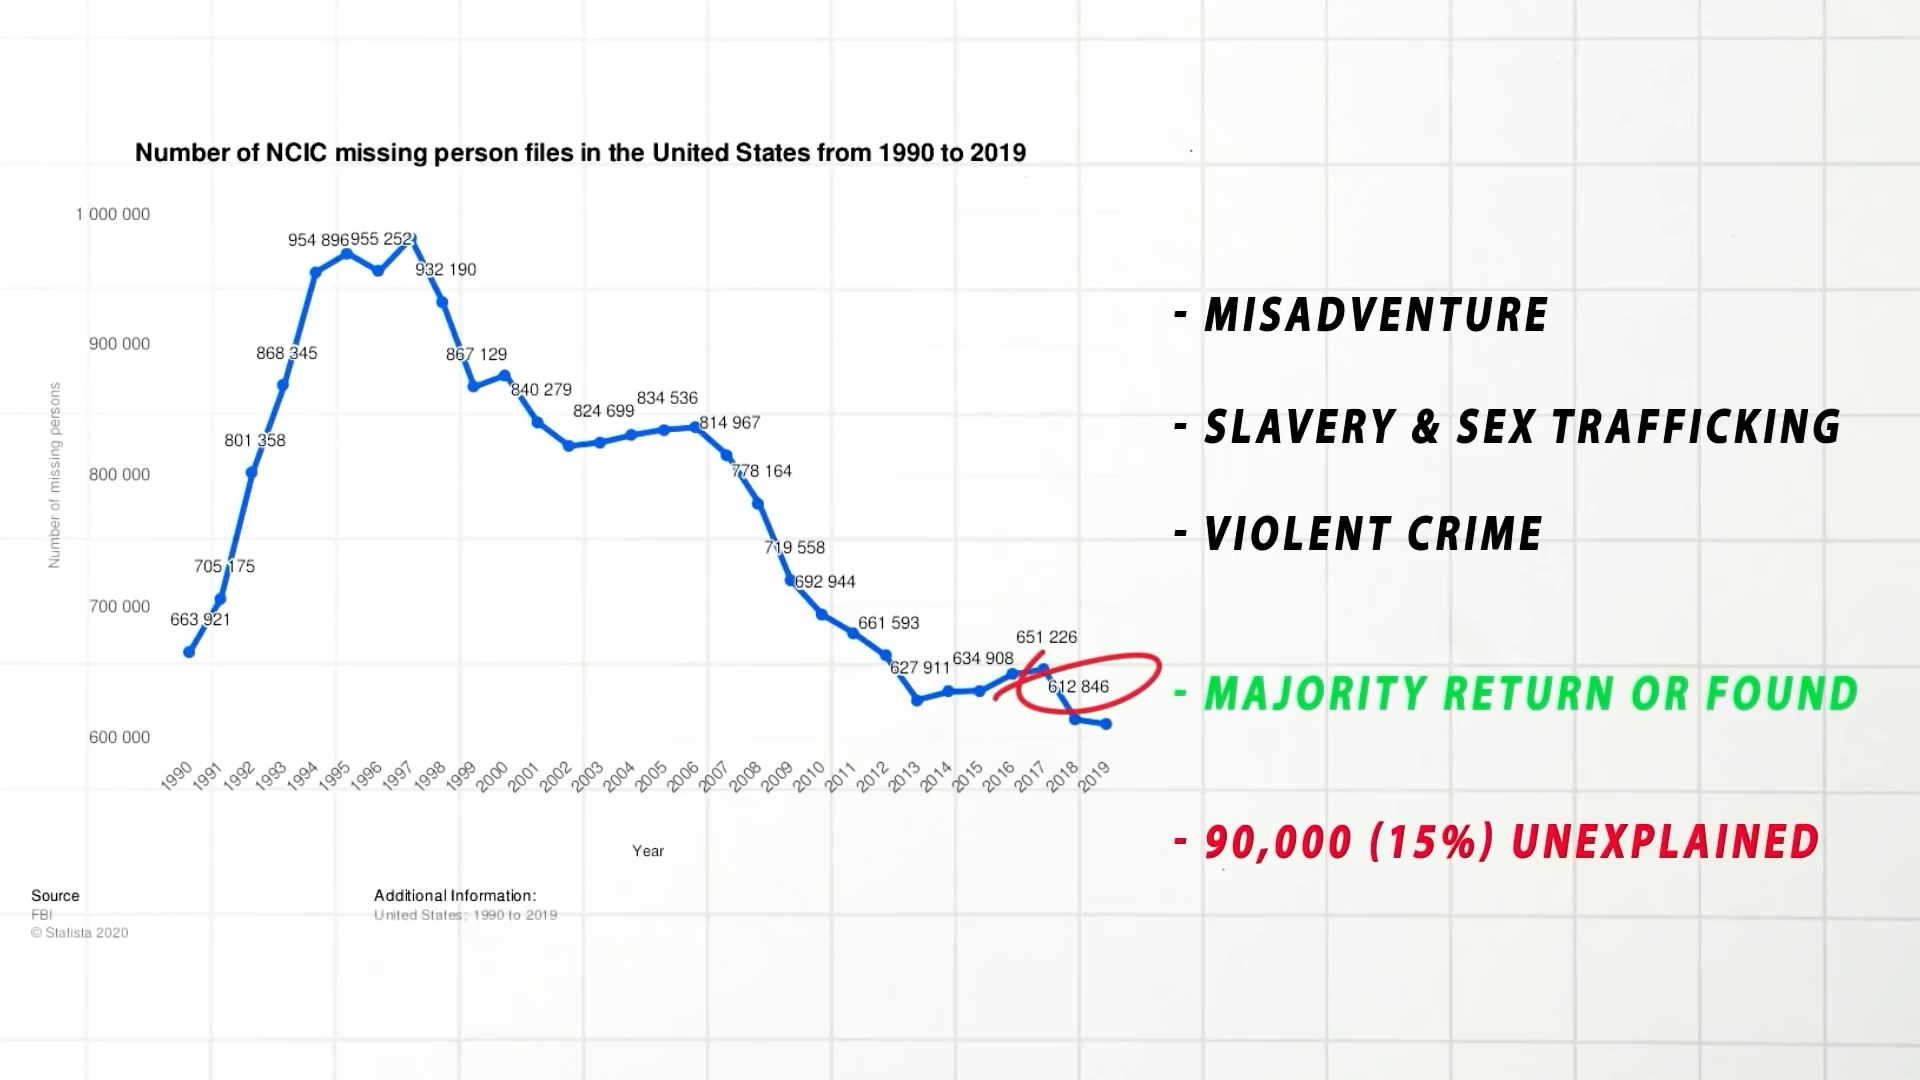 Number of NCIC missing person files in the United States from 1990 to 2019
1 000 000
900 000
800 000
700 000
600 000
Number of missing persons
663 921
705 175
801 358
868 345
954 896
955 252
932 190
867 129
840 279
824 699
834 536
814 967
778 164
719 558
692 944
661 593
627 911
634 908
651 226
612 846
1990 1991 1992 1993 1994 1995 1996 1997 1998 1999 2000 2001 2002 2003 2004 2005 2006 2007 2008 2009 2010 2011 2012 2013 2014 2015 2016 2017 2018 2019
Year
Source
FBI
© Statista 2020
Additional Information:
United States; 1990 to 2019
- MISADVENTURE
- SLAVERY & SEX TRAFFICKING
- VIOLENT CRIME
- MAJORITY RETURN OR FOUND
- 90,000 (15%) UNEXPLAINED